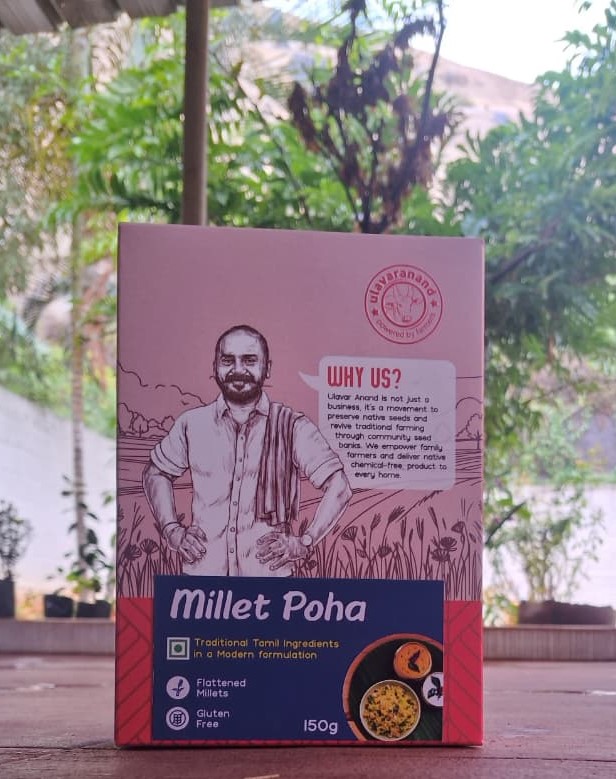 ulavaranand
powered by farmers
WHY US?
Ulavar Anand is not just a
business, it's a movement to
preserve native seeds and
revive traditional farming
through community seed
banks. We empower family
farmers and deliver native
chemical-free, product to
every home.
Millet Poha
Traditional Tamil Ingredients
in a Modern formulation
Flattened
Millets
Gluten
Free
150g